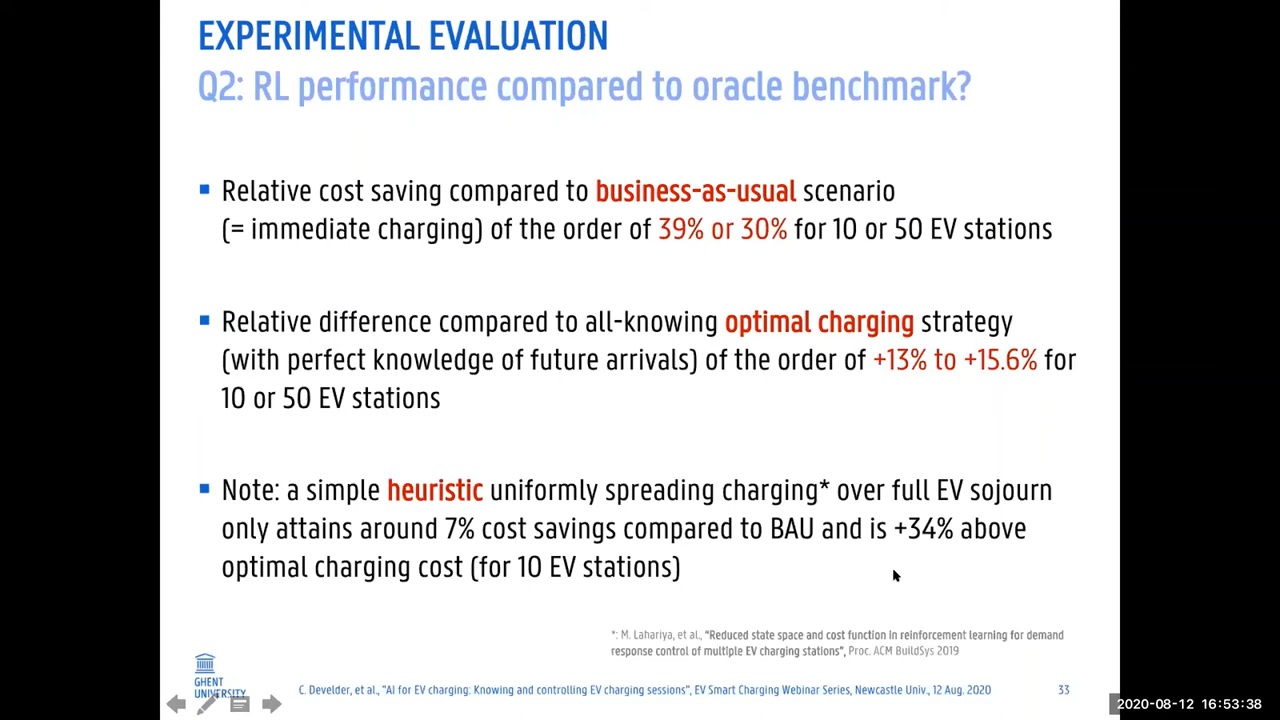 EXPERIMENTAL EVALUATION
Q2: RL performance compared to oracle benchmark?
Relative cost saving compared to business-as-usual scenario
(= immediate charging) of the order of 39% or 30% for 10 or 50 EV stations
Relative difference compared to all-knowing optimal charging strategy
(with perfect knowledge of future arrivals) of the order of +13% to +15.6% for
10 or 50 EV stations
Note: a simple heuristic uniformly spreading charging* over full EV sojourn
only attains around 7% cost savings compared to BAU and is +34% above
optimal charging cost (for 10 EV stations)
*: M. Lahariya, et al., "Reduced state space and cost function in reinforcement learning for demand
response control of multiple EV charging stations", Proc. ACM BuildSys 2019
GHENT
UNIVERSITY
C. Develder, et al., "AI for EV charging: Knowing and controlling EV charging sessions", EV Smart Charging Webinar Series, Newcastle Univ., 12 Aug. 2020
33
2020-08-12 16:53:38